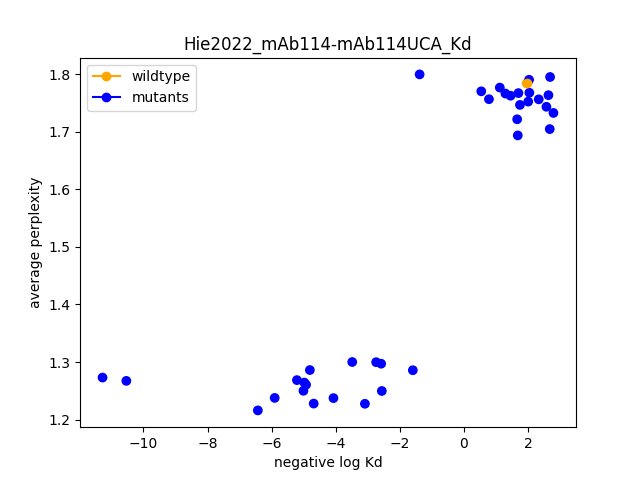 Hie2022_mAb114-mAb114UCA_Kd
wildtype
mutants
average perplexity
1.8
1.7
1.6
1.5
1.4
1.3
1.2
−10 −8 −6 −4 −2 0 2
negative log Kd